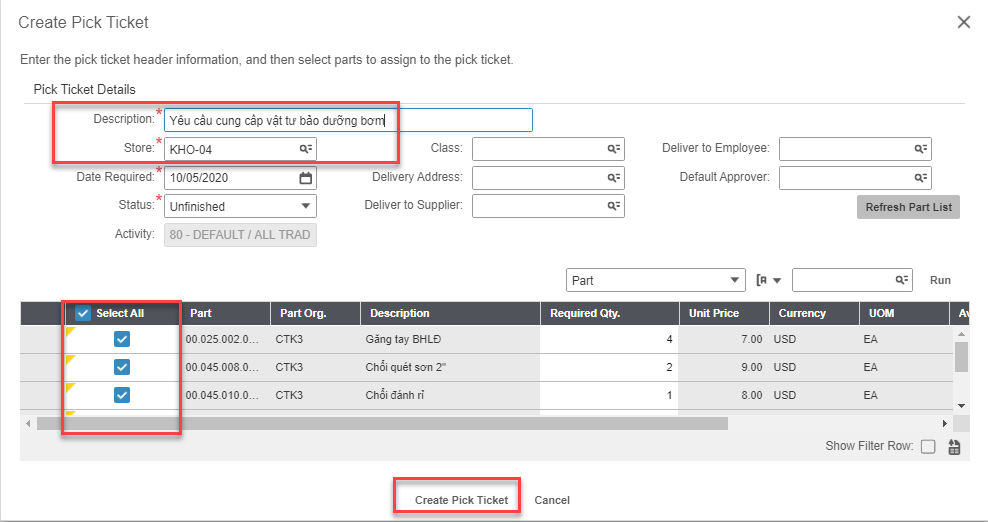 Create Pick Ticket
Enter the pick ticket header information, and then select parts to assign to the pick ticket.
Pick Ticket Details
Description: * Yêu cầu cung cấp vật tư bảo dưỡng bơm
Store: * KHO-04 Class: Deliver to Employee:
Date Required: * 10/05/2020 Delivery Address: Default Approver:
Status: * Unfinished Deliver to Supplier: Refresh Part List
Activity: 80 - DEFAULT / ALL TRAD
Part Run
Select All Part Part Org. Description Required Qty. Unit Price Currency UOM Av
00.025.002.0... CTK3 Găng tay BHLĐ 4 7.00 USD EA
00.045.008.0... CTK3 Chổi quét sơn 2" 2 9.00 USD EA
00.045.010.0... CTK3 Chổi đánh rỉ 1 8.00 USD EA
Show Filter Row:
Create Pick Ticket Cancel